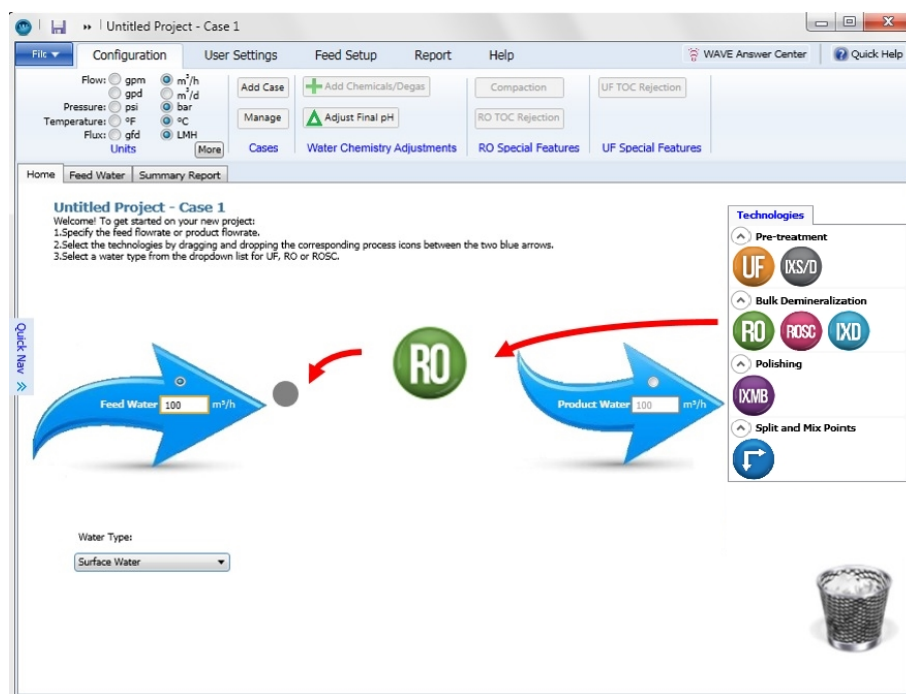 Untitled Project - Case 1
File Configuration User Settings Feed Setup Report Help WAVE Answer Center Quick Help
Flow: gpm m³/h
gpd m³/d
Pressure: psi bar
Temperature: ºF ºC
Flux: gfd LMH
Units More
Add Case
Manage
Cases
Add Chemicals/Degas
Adjust Final pH
Water Chemistry Adjustments
Compaction
RO TOC Rejection
RO Special Features
UF TOC Rejection
UF Special Features
Home Feed Water Summary Report
Untitled Project - Case 1
Welcome! To get started on your new project:
1.Specify the feed flowrate or product flowrate.
2.Select the technologies by dragging and dropping the corresponding process icons between the two blue arrows.
3.Select a water type from the dropdown list for UF, RO or ROSC.
Quick Nav
Feed Water 100 m³/h
RO
Product Water 100 m³/h
Technologies
Pre-treatment
UF IXS/D
Bulk Demineralization
RO ROSC IXD
Polishing
IXMB
Split and Mix Points
Water Type:
Surface Water